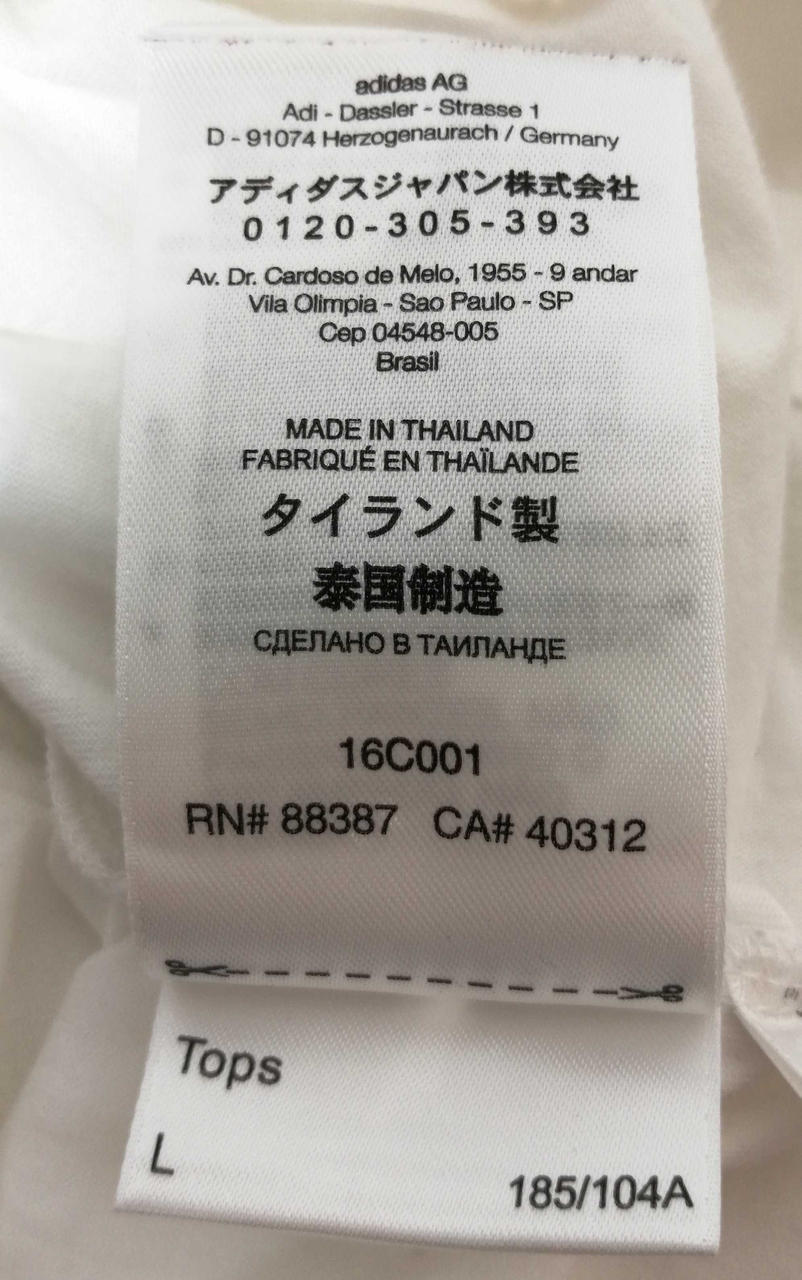 adidas AG
Adi - Dassler - Strasse 1
D - 91074 Herzogenaurach / Germany
アディダスジャパン株式会社
0120-305-393
Av. Dr. Cardoso de Melo, 1955 - 9 andar
Vila Olimpia - Sao Paulo - SP
Cep 04548-005
Brasil
MADE IN THAILAND
FABRIQUÉ EN THAÏLANDE
タイランド製
泰国制造
СДЕЛАНО В ТАИЛАНДЕ
16C001
RN# 88387 CA# 40312
Tops
L
185/104A